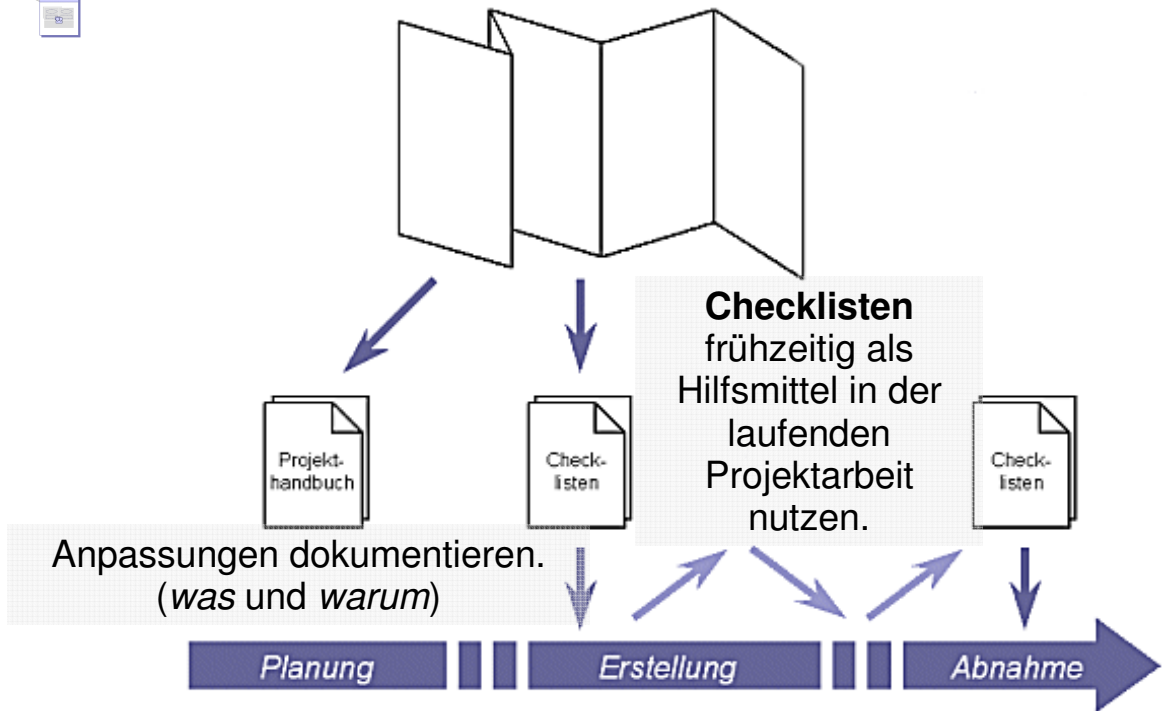 Checklisten
frühzeitig als
Hilfsmittel in der
laufenden
Projektarbeit
nutzen.
Projekt-
handbuch
Check-
listen
Check-
listen
Anpassungen dokumentieren.
(was und warum)
Planung
Erstellung
Abnahme